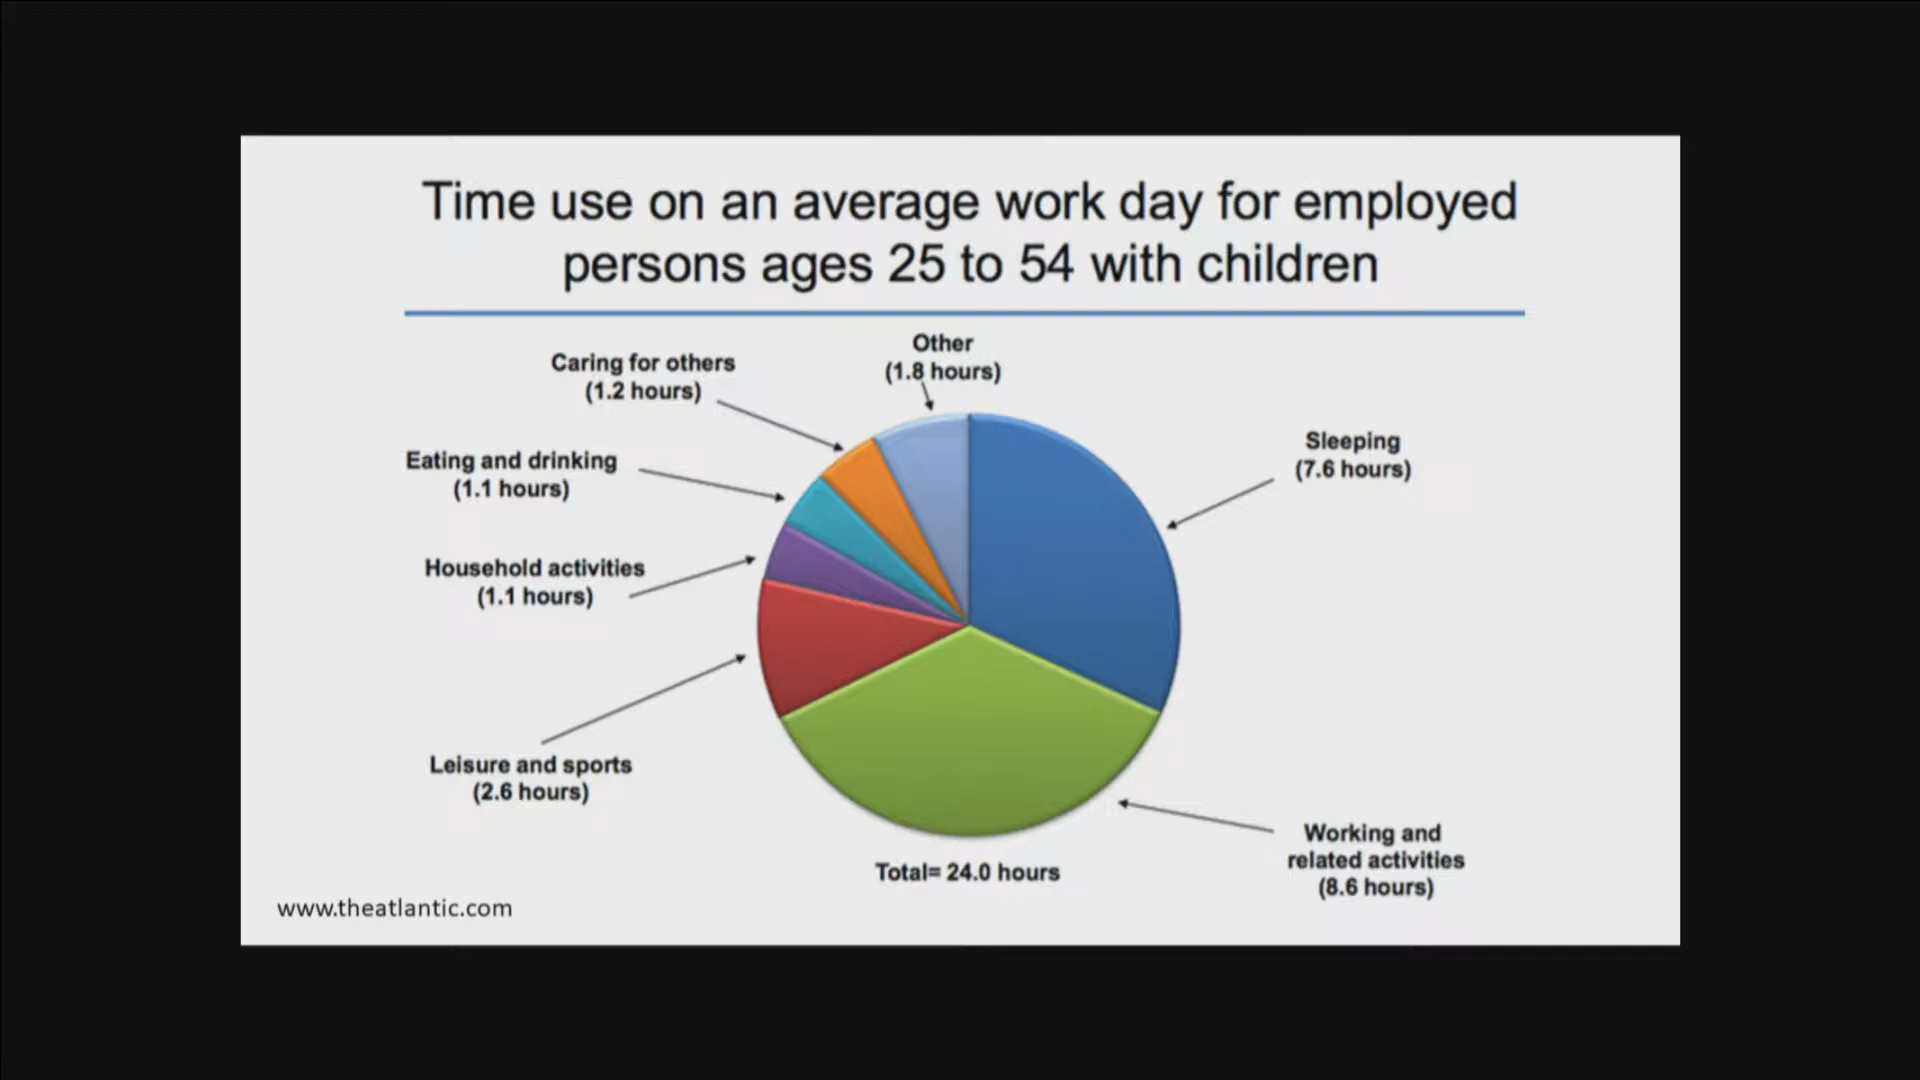 Time use on an average work day for employed
persons ages 25 to 54 with children
Other
(1.8 hours)
Caring for others
(1.2 hours)
Sleeping
(7.6 hours)
Eating and drinking
(1.1 hours)
Household activities
(1.1 hours)
Leisure and sports
(2.6 hours)
Working and
related activities
(8.6 hours)
Total= 24.0 hours
www.theatlantic.com